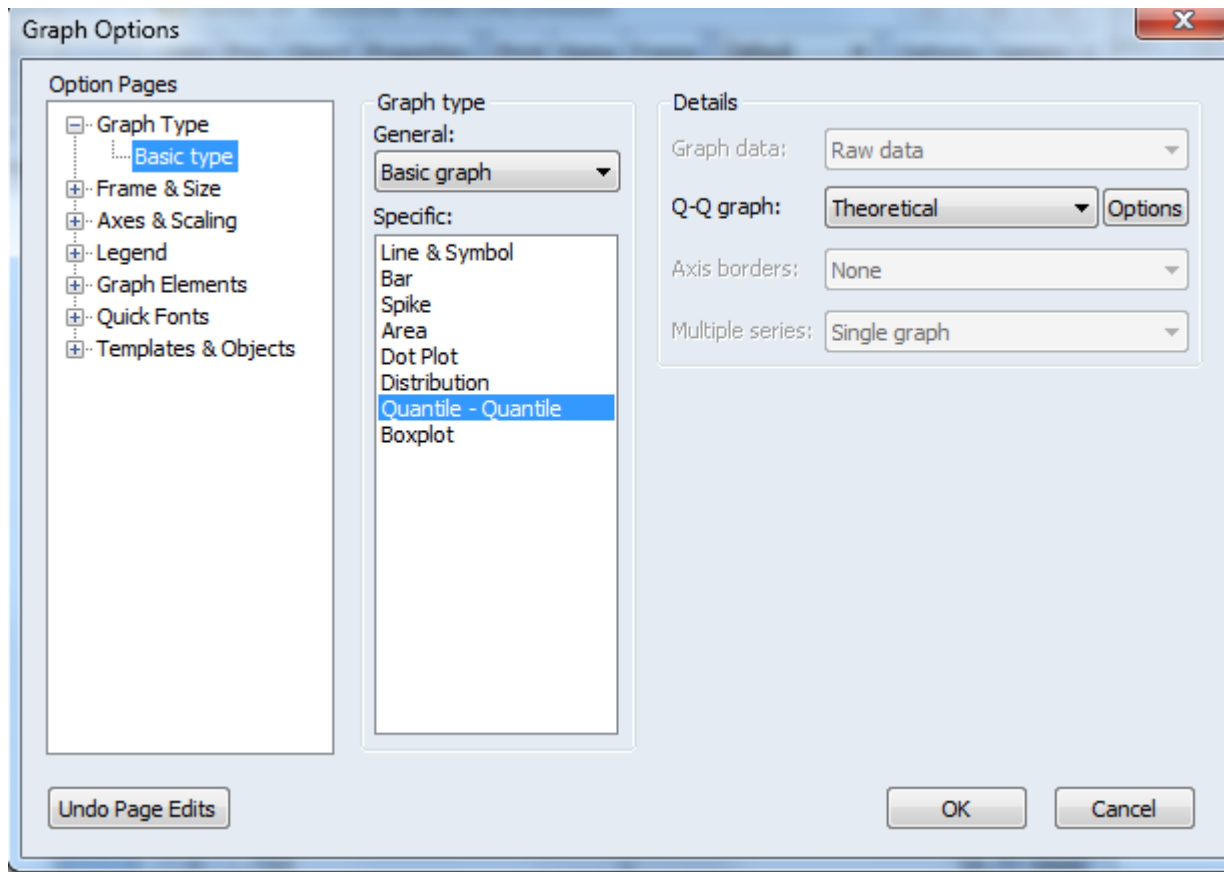 Graph Options
Option Pages
Graph Type
Basic type
Frame & Size
Axes & Scaling
Legend
Graph Elements
Quick Fonts
Templates & Objects
Graph type
General:
Basic graph
Specific:
Line & Symbol
Bar
Spike
Area
Dot Plot
Distribution
Quantile - Quantile
Boxplot
Details
Graph data:
Raw data
Q-Q graph:
Theoretical
Options
Axis borders:
None
Multiple series:
Single graph
Undo Page Edits
OK
Cancel